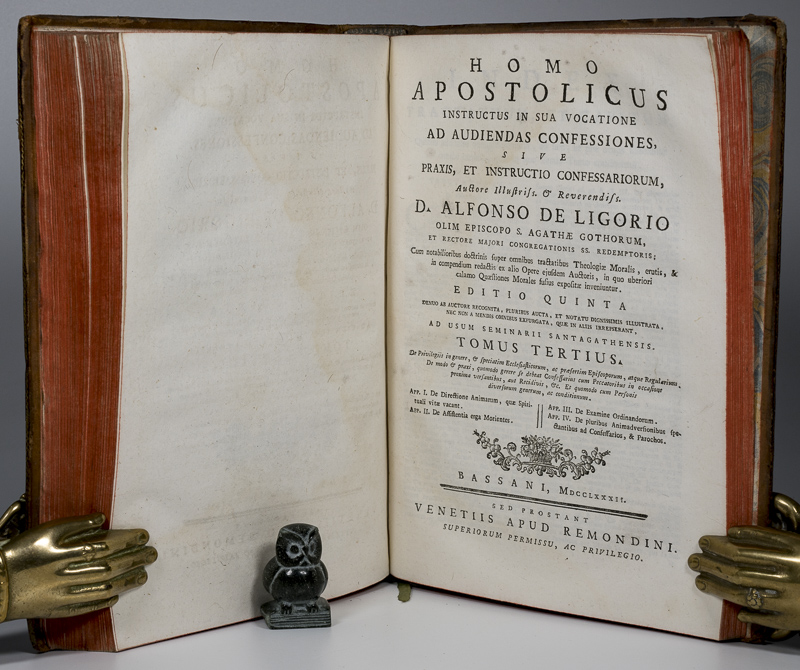 HOMO
APOSTOLICUS
INSTRUCTUS IN SUA VOCATIONE
AD AUDIENDAS CONFESSIONES,
SIVE
PRAXIS, ET INSTRUCTIO CONFESSARIORUM,
Auctore Illuſtriſs. & Reverendiſs.
D. ALFONSO DE LIGORIO
OLIM EPISCOPO S. AGATHÆ GOTHORUM,
ET RECTORE MAJORI CONGREGATIONIS SS. REDEMPTORIS;
Cum notabilioribus doctrinis ſuper omnibus tractatibus Theologiæ Moralis, erutis, &
in compendium redactis ex alio Opere ejuſdem Auctoris, in quo uberiori
calamo Quæſtiones Morales fuſius expoſitæ inveniuntur.
EDITIO QUINTA
DENUO AB AUCTORE RECOGNITA, PLURIBUS AUCTA, ET NOTATU DIGNISSIMIS ILLUSTRATA,
NEC NON A MENDIS OMNIBUS EXPURGATA, QUÆ IN ALIIS IRREPSERANT,
AD USUM SEMINARII SANTAGATHENSIS.
TOMUS TERTIUS.
De Privilegiis in genere, & ſpeciatim Eccleſiaſticorum, ac præſertim Epiſcoporum, atque Regularium.
De modo & praxi, quomodo gerere ſe debeat Confeſſarius cum Peccatoribus in occaſione
proxima verſantibus, aut Recidivis, &c. Et quomodo cum Perſonis
diverſorum generum, ac conditionum.
App. I. De Directione Animarum, quæ Spiri-
tuali vitæ vacant.
App. II. De Aſſiſtentia erga Morientes.
App. III. De Examine Ordinandorum.
App. IV. De pluribus Animadverſionibus ſpe-
ctantibus ad Confeſſarios, & Parochos.
BASSANI, MDCCLXXXII.
SED PROSTANT
VENETIIS APUD REMONDINI.
SUPERIORUM PERMISSU, AC PRIVILEGIO.